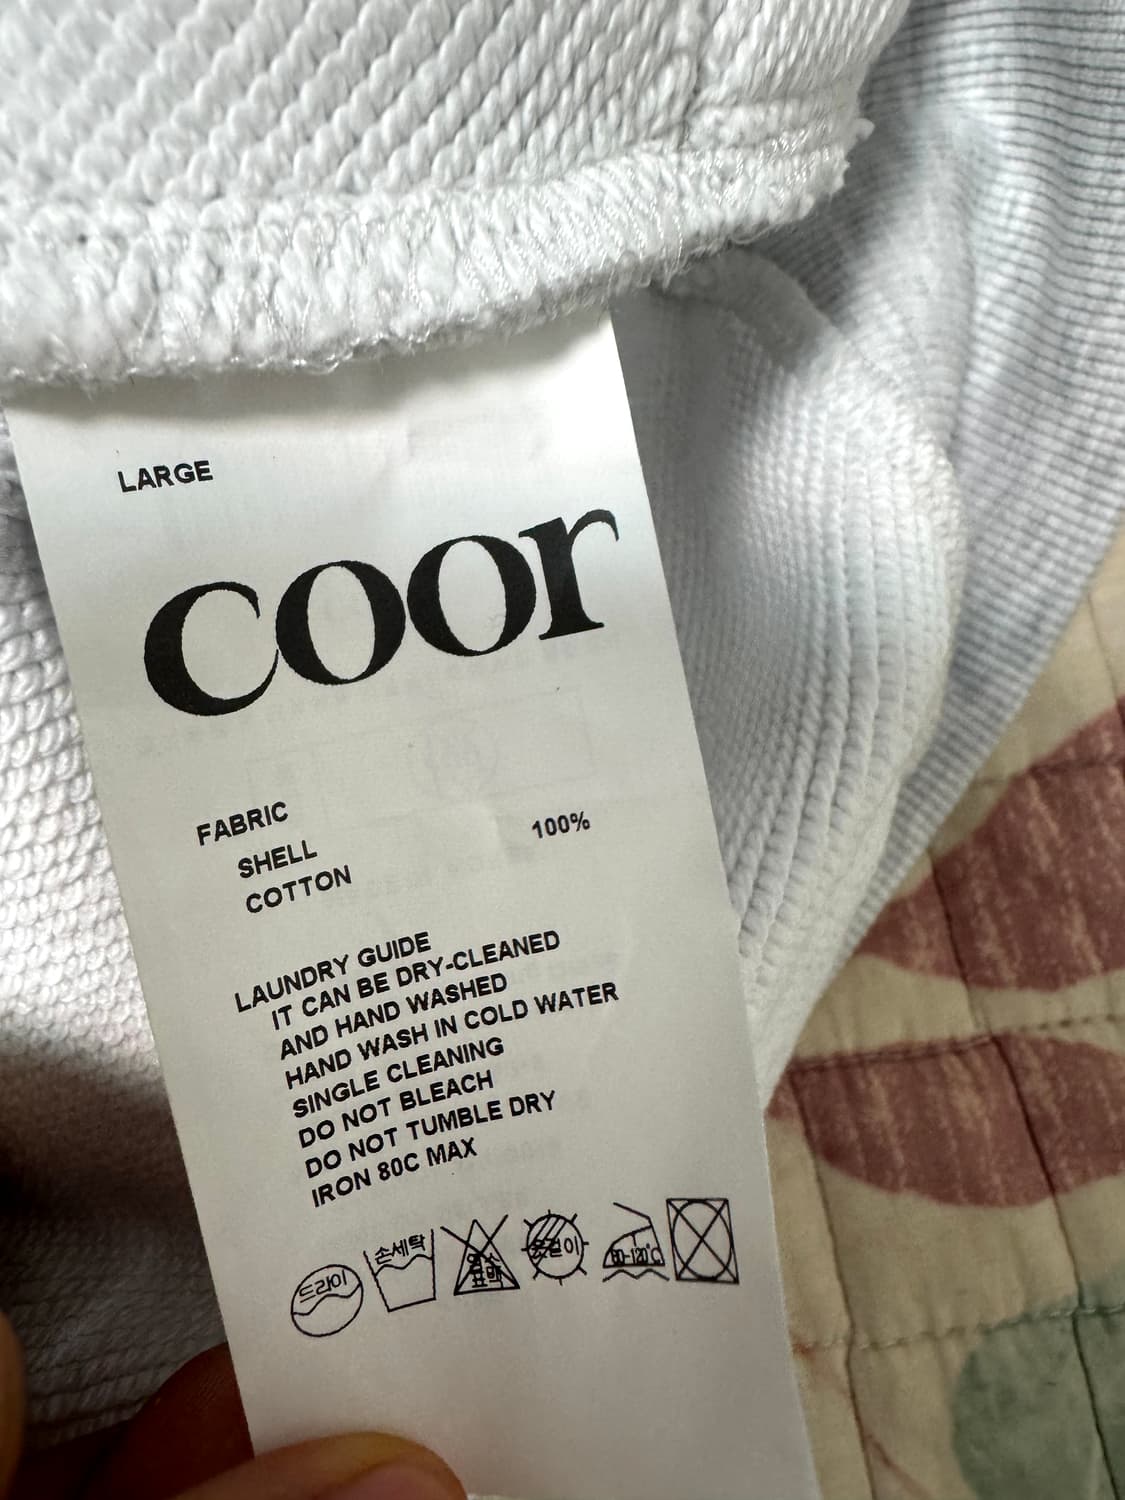 LARGE
coor
FABRIC
SHELL 100%
COTTON
LAUNDRY GUIDE
IT CAN BE DRY-CLEANED
AND HAND WASHED
HAND WASH IN COLD WATER
SINGLE CLEANING
DO NOT BLEACH
DO NOT TUMBLE DRY
IRON 80C MAX
드라이
손세탁
염소
표백
옷걸이
80~120℃